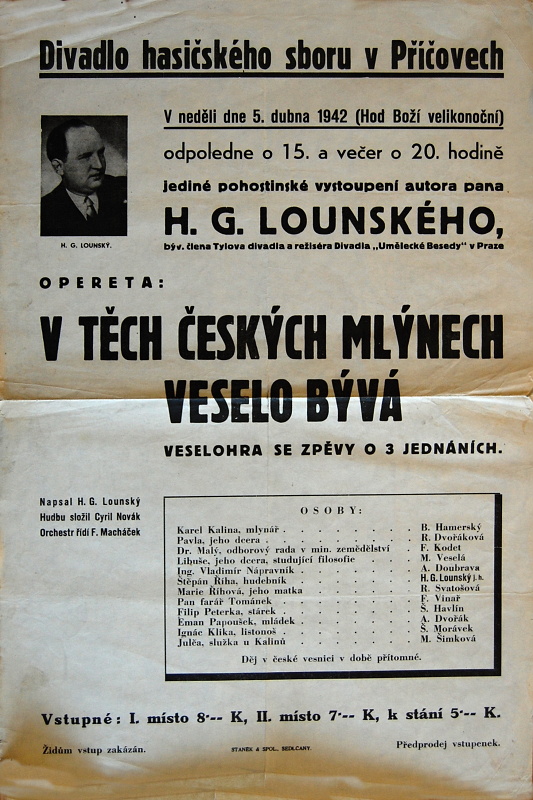 Divadlo hasičského sboru v Příčovech
V neděli dne 5. dubna 1942 (Hod Boží velikonoční)
odpoledne o 15. a večer o 20. hodině
jediné pohostinské vystoupení autora pana
H. G. LOUNSKÉHO,
býv. člena Tylova divadla a režiséra Divadla „Umělecké Besedy" v Praze
H. G. LOUNSKÝ.
OPERETA:
V TĚCH ČESKÝCH MLÝNECH
VESELO BÝVÁ
VESELOHRA SE ZPĚVY O 3 JEDNÁNÍCH.
Napsal H. G. Lounský
Hudbu složil Cyril Novák
Orchestr řídí F. Macháček
OSOBY:
Karel Kalina, mlynář . . . . . . . . B. Hamerský
Pavla, jeho dcera . . . . . . . . . R. Dvořáková
Dr. Malý, odborový rada v min. zemědělství . F. Kodet
Libuše, jeho dcera, studující filosofie . . . . M. Veselá
Ing. Vladimír Nápravník . . . . . . . A. Doubrava
Štěpán Říha, hudebník . . . . . . . H. G. Lounský j. h.
Marie Říhová, jeho matka . . . . . . R. Svatošová
Pan farář Tománek . . . . . . . . . F. Vinař
Filip Peterka, stárek . . . . . . . . Š. Havlín
Eman Papoušek, mládek . . . . . . . A. Dvořák
Ignác Klika, listonoš . . . . . . . . Š. Morávek
Julča, služka u Kalinů . . . . . . . M. Šimková
Děj v české vesnici v době přítomné.
Vstupné: I. místo 8·-- K, II. místo 7·-- K, k stání 5·-- K.
Židům vstup zakázán.
STANĚK & SPOL., SEDLČANY.
Předprodej vstupenek.